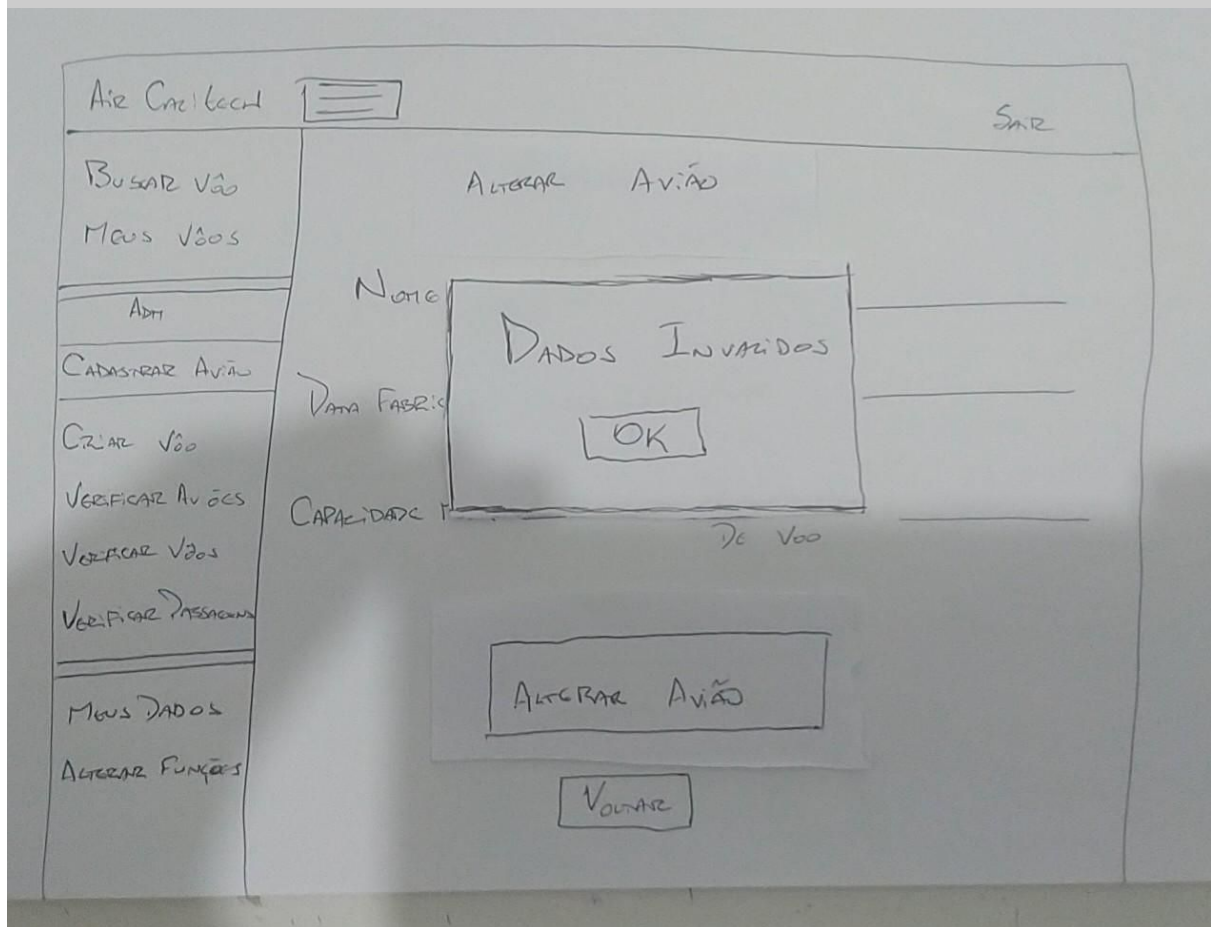 Air
SAIR
BUSCAR VÔO
MEUS VÔOS
ADM
CADASTRAR AVIÃO
CRIAR VÔO
VERIFICAR AVIÕES
VERIFICAR VÔOS
VERIFICAR PASSAGENS
MEUS DADOS
ALTERAR FUNÇÕES
ALTERAR AVIÃO
NOME
DATA FABRIC
CAPACIDADE
DE VOO
DADOS INVALIDOS
OK
ALTERAR AVIÃO
VOLTAR